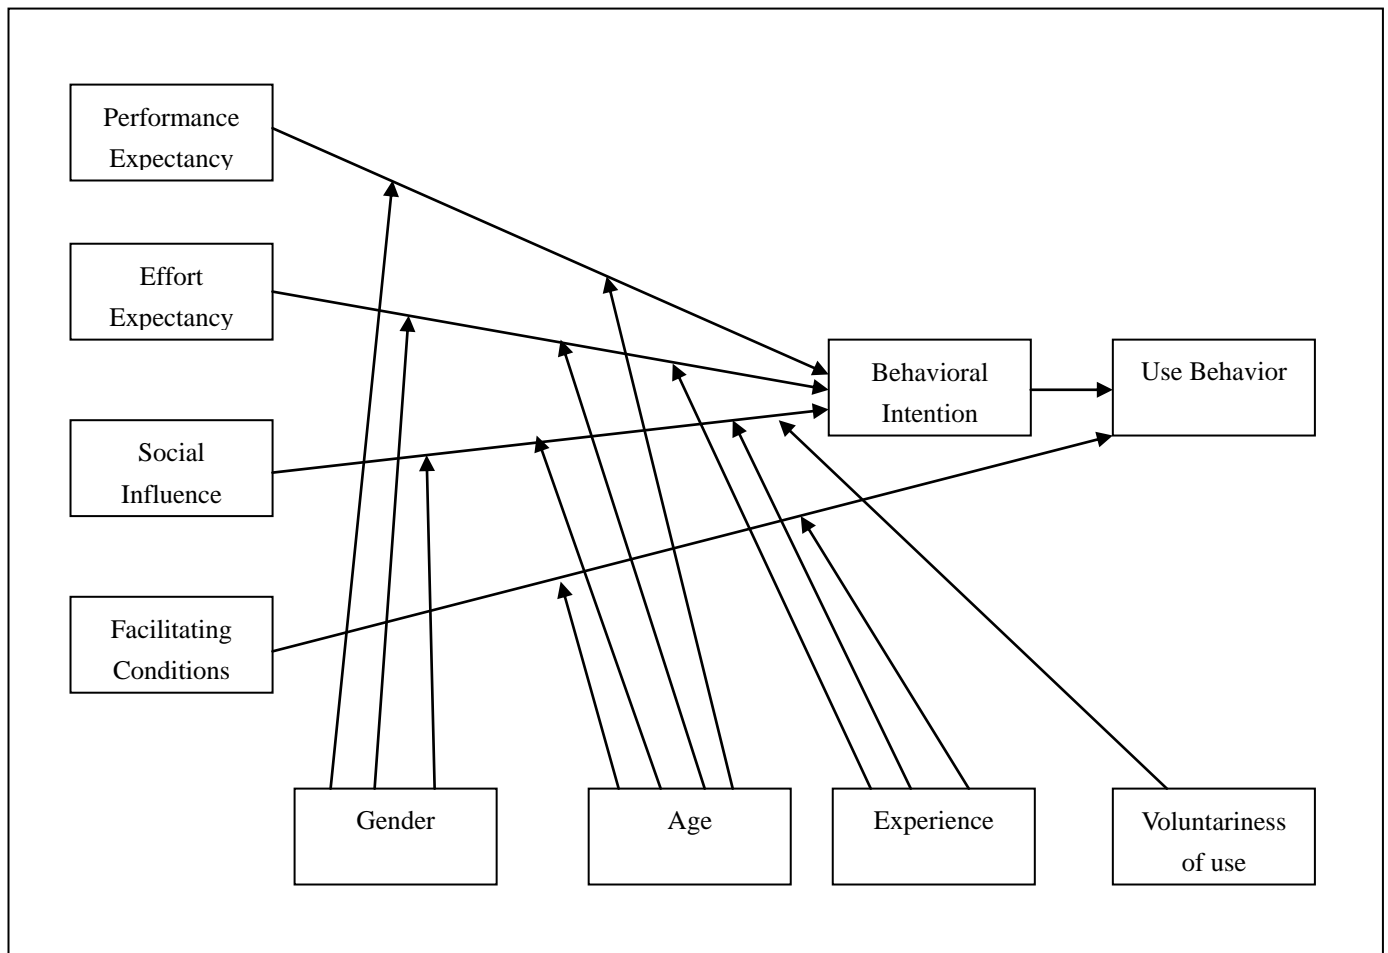 Performance
Expectancy
Effort
Expectancy
Social
Influence
Facilitating
Conditions
Behavioral
Intention
Use Behavior
Gender
Age
Experience
Voluntariness
of use